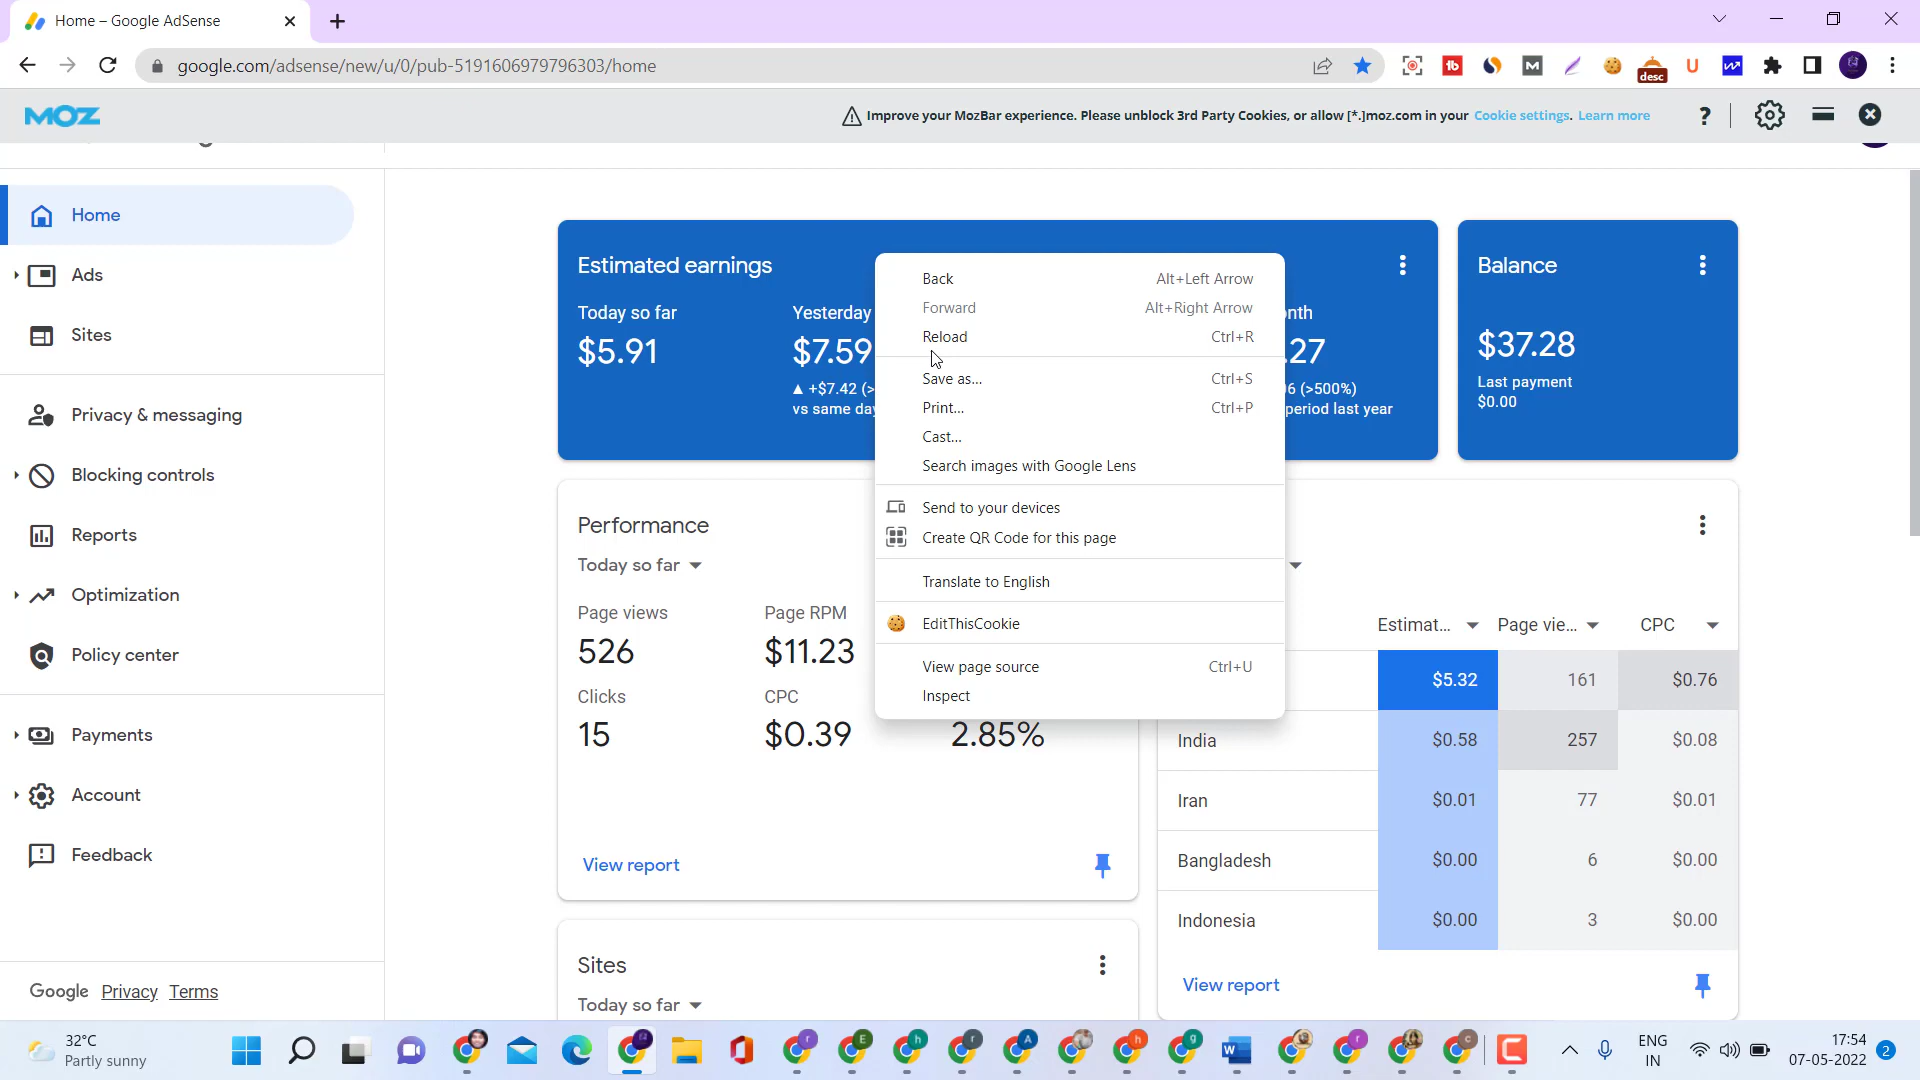 Home – Google AdSense
google.com/adsense/new/u/0/pub-5191606979796303/home
desc
MOZ
Improve your MozBar experience. Please unblock 3rd Party Cookies, or allow [*.]moz.com in your Cookie settings. Learn more
?
Home
Ads
Sites
Privacy & messaging
Blocking controls
Reports
Optimization
Policy center
Payments
Account
Feedback
Google Privacy Terms
Estimated earnings
Today so far
$5.91
Yesterday
$7.59
▲ +$7.42 (>
vs same day
nth
.27
6 (>500%)
period last year
Balance
$37.28
Last payment
$0.00
Back Alt+Left Arrow
Forward Alt+Right Arrow
Reload Ctrl+R
Save as... Ctrl+S
Print... Ctrl+P
Cast...
Search images with Google Lens
Send to your devices
Create QR Code for this page
Translate to English
EditThisCookie
View page source Ctrl+U
Inspect
Performance
Today so far
Page views
526
Page RPM
$11.23
Clicks
15
CPC
$0.39
2.85%
View report
Sites
Today so far
Estimat... Page vie... CPC
$5.32 161 $0.76
India $0.58 257 $0.08
Iran $0.01 77 $0.01
Bangladesh $0.00 6 $0.00
Indonesia $0.00 3 $0.00
View report
32°C
Partly sunny
ENG
IN
17:54
07-05-2022
2